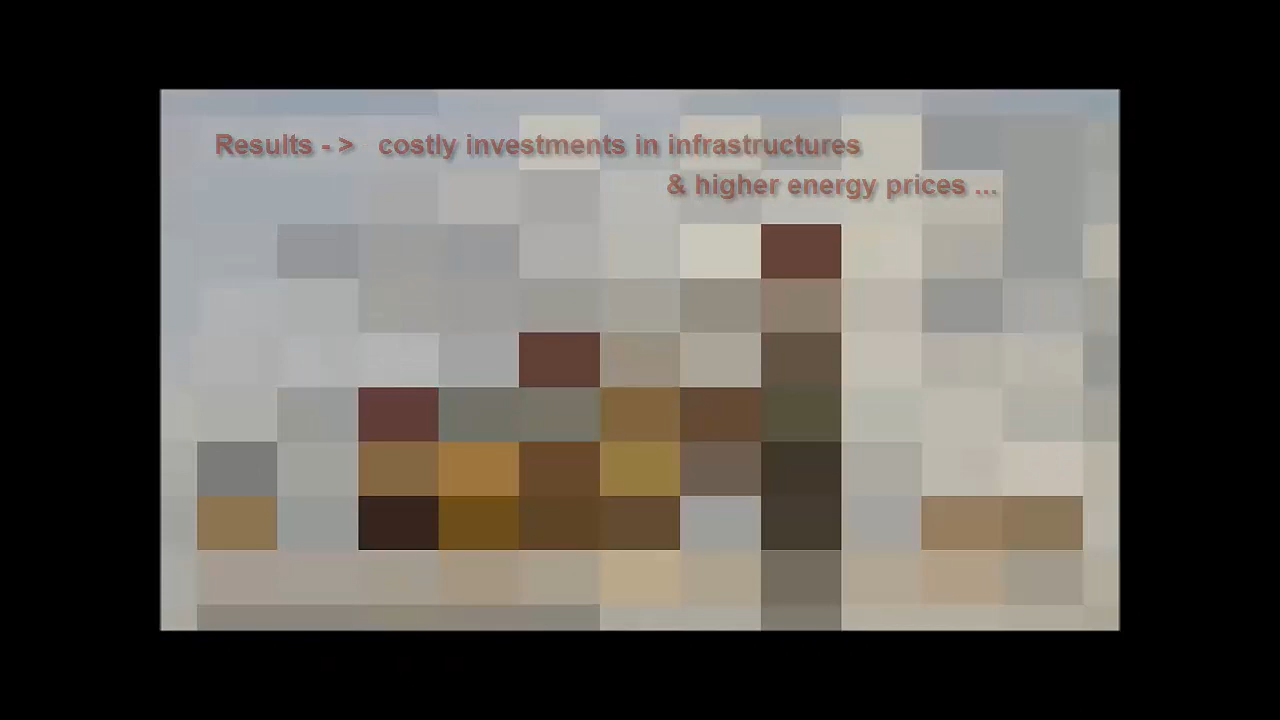 Results - > costly investments in infrastructures
& higher energy prices ...